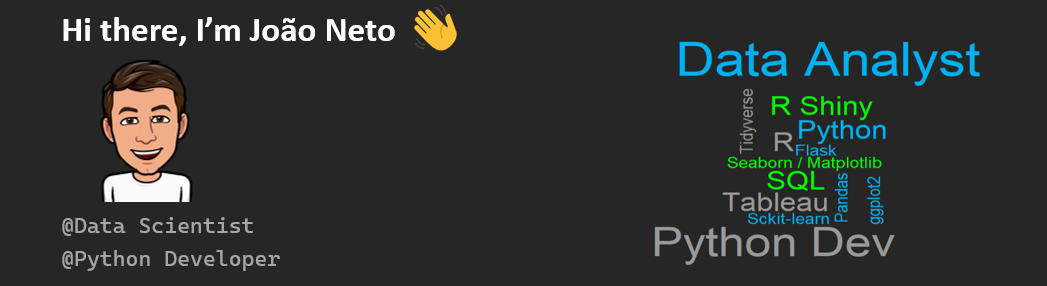 Hi there, I’m João Neto
@Data Scientist
@Python Developer
Data Analyst
Tidyverse
R Shiny
Python
R
Flask
Seaborn / Matplotlib
SQL
Pandas
ggplot2
Tableau
Sckit-learn
Python Dev